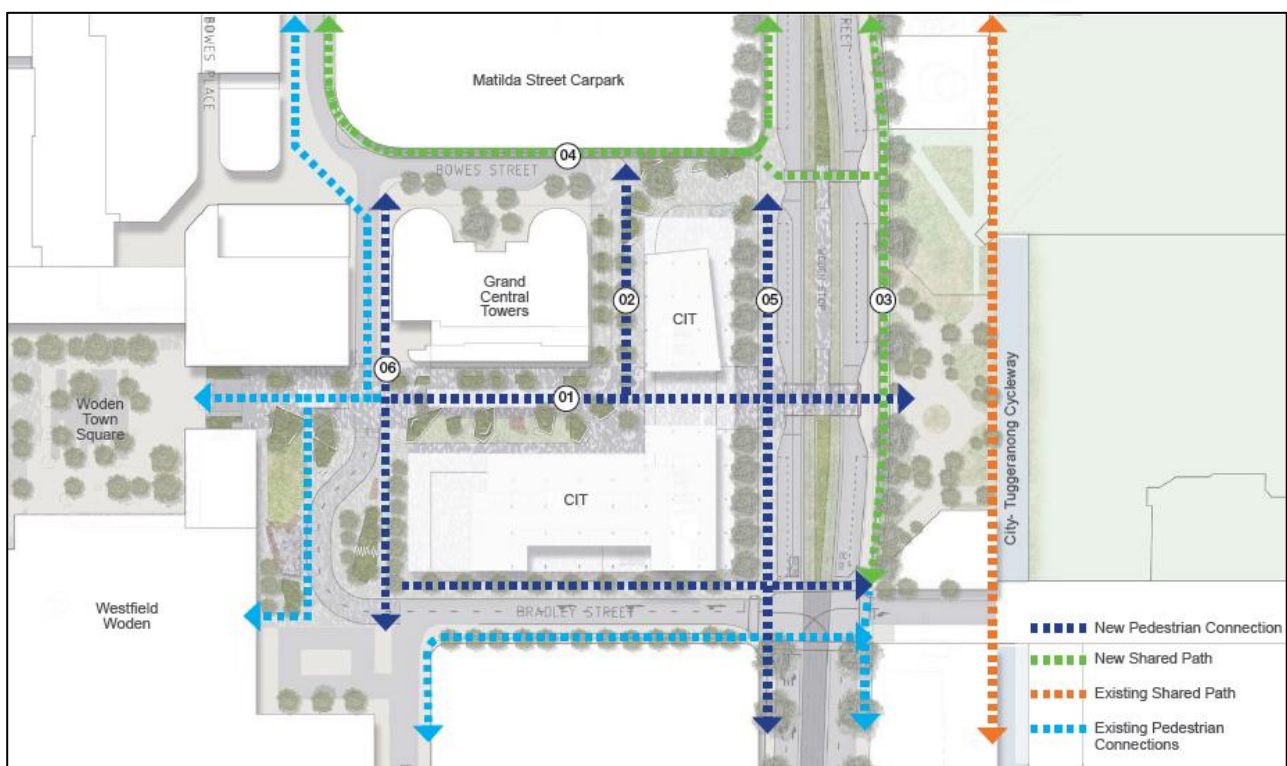 BOWES PLACE
REET
Matilda Street Carpark
04
BOWES STREET
Grand
Central
Towers
02
CIT
05
03
06
01
Woden
Town
Square
CIT
City- Tuggeranong Cycleway
Westfield
Woden
BRADLEY STREET
New Pedestrian Connection
New Shared Path
Existing Shared Path
Existing Pedestrian
Connections